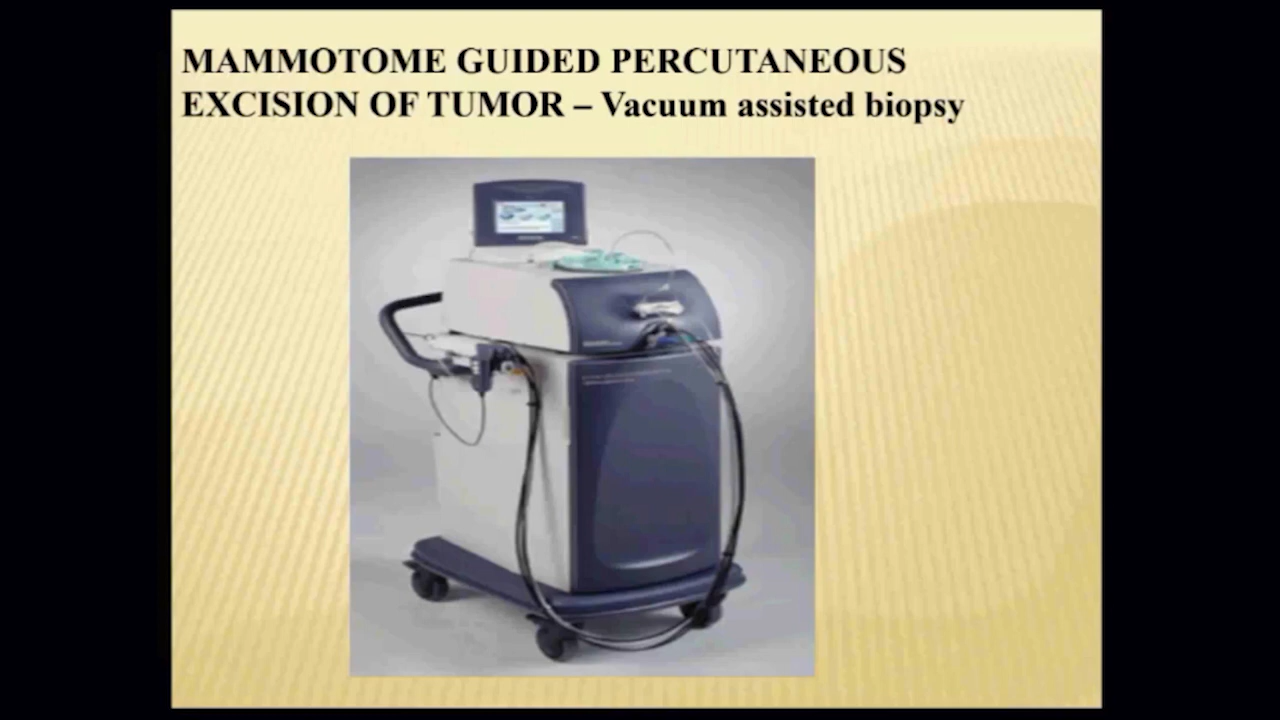 MAMMOTOME GUIDED PERCUTANEOUS
EXCISION OF TUMOR – Vacuum assisted biopsy